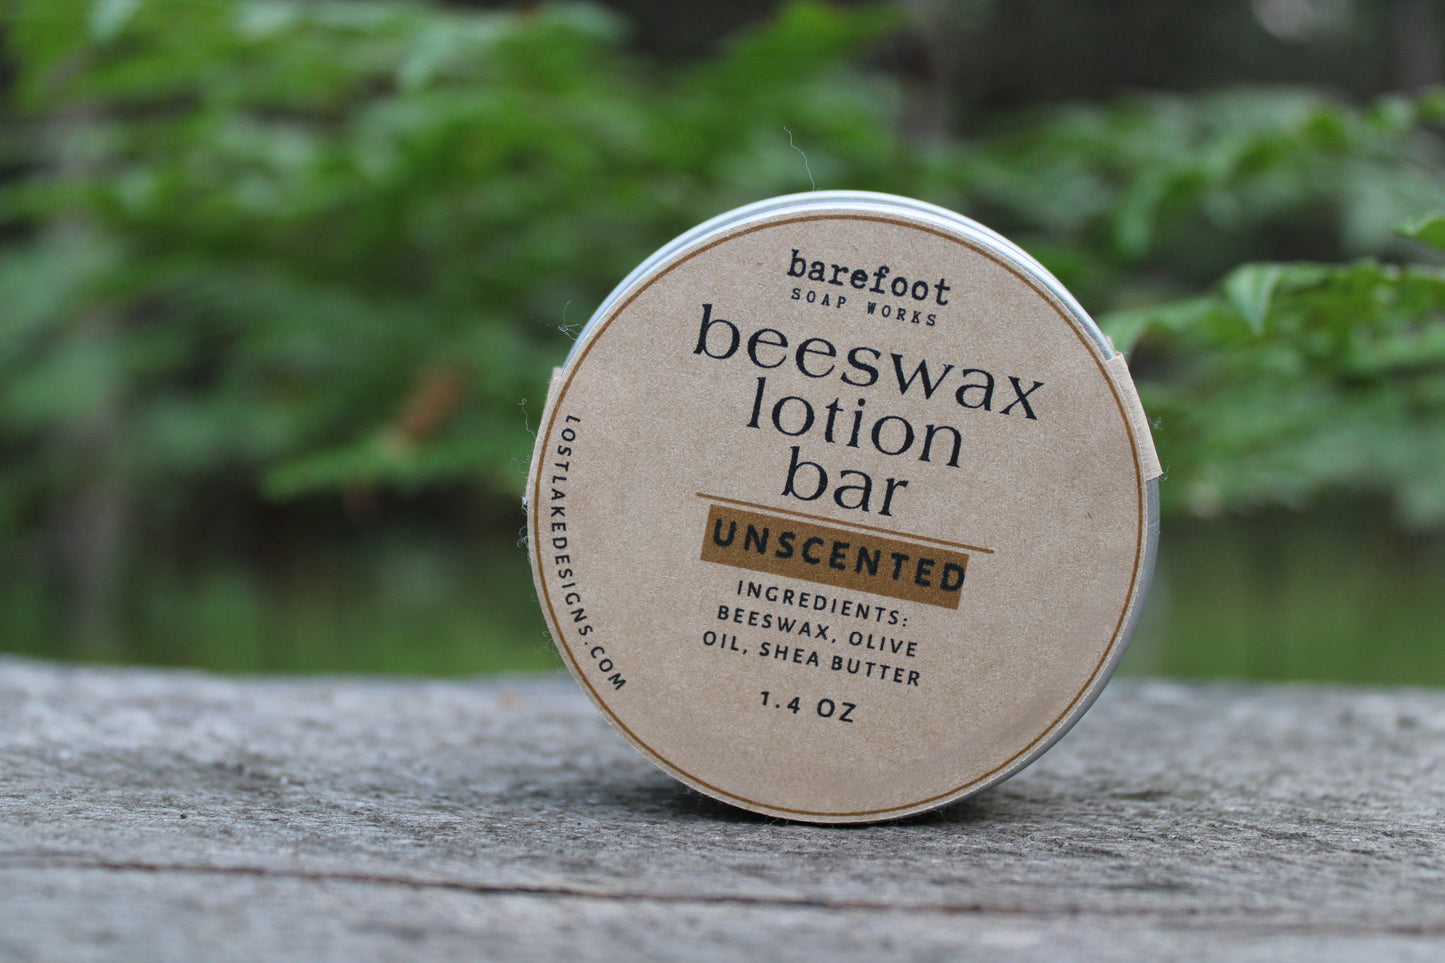 barefoot
SOAP WORKS
beeswax
lotion
bar
UNSCENTED
INGREDIENTS:
BEESWAX, OLIVE
OIL, SHEA BUTTER
1.4 OZ
LOSTLAKEDESIGNS.COM